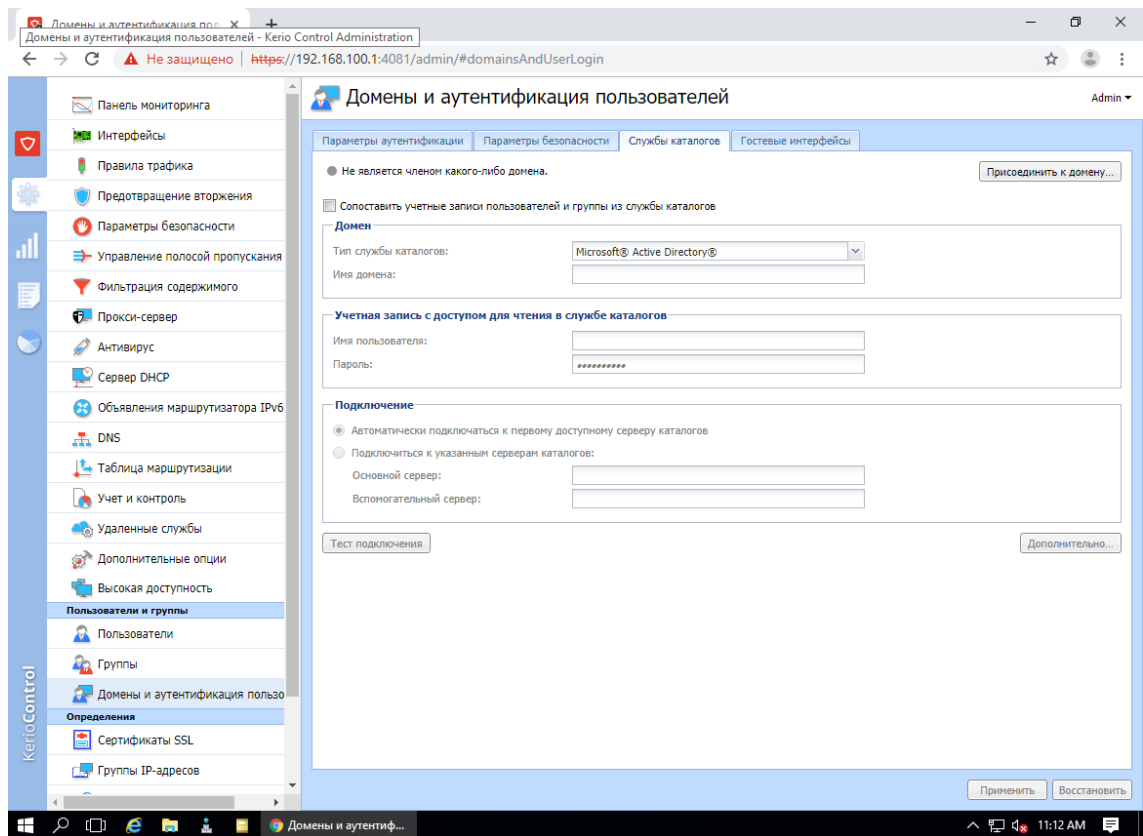 Домены и аутентификация поль
Домены и аутентификация пользователей - Kerio Control Administration
Не защищено | https://192.168.100.1:4081/admin/#domainsAndUserLogin
Панель мониторинга
Интерфейсы
Правила трафика
Предотвращение вторжения
Параметры безопасности
Управление полосой пропускания
Фильтрация содержимого
Прокси-сервер
Антивирус
Сервер DHCP
Объявления маршрутизатора IPv6
DNS
Таблица маршрутизации
Учет и контроль
Удаленные службы
Дополнительные опции
Высокая доступность
Пользователи и группы
Пользователи
Группы
Домены и аутентификация пользо
Определения
Сертификаты SSL
Группы IP-адресов
KerioControl
Домены и аутентификация пользователей
Admin
Параметры аутентификации
Параметры безопасности
Службы каталогов
Гостевые интерфейсы
Не является членом какого-либо домена.
Присоединить к домену...
Сопоставить учетные записи пользователей и группы из службы каталогов
Домен
Тип службы каталогов:
Microsoft® Active Directory®
Имя домена:
Учетная запись с доступом для чтения в службе каталогов
Имя пользователя:
Пароль:
Подключение
Автоматически подключаться к первому доступному серверу каталогов
Подключиться к указанным серверам каталогов:
Основной сервер:
Вспомогательный сервер:
Тест подключения
Дополнительно...
Применить
Восстановить
Домены и аутентиф...
11:12 AM